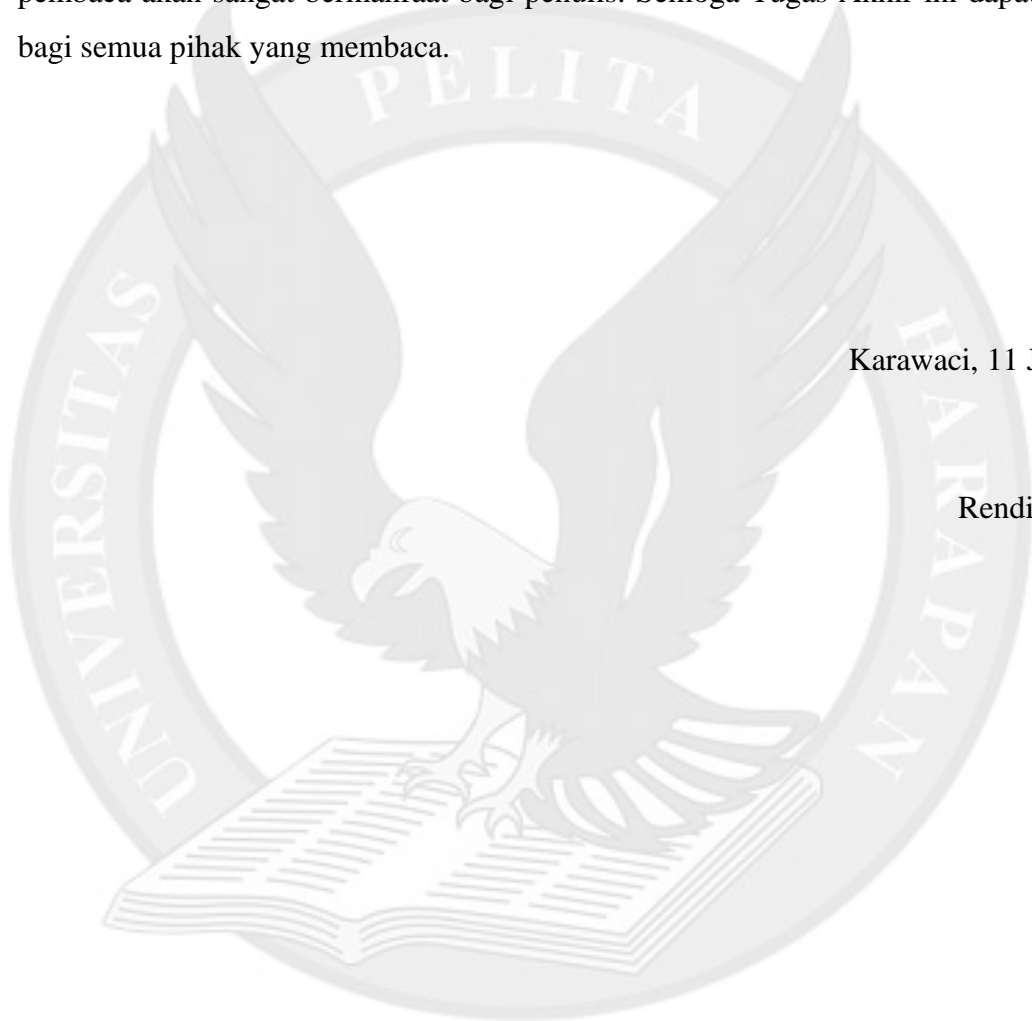 pembaca akan sangat bermanfaat bagi penulis. Semoga Tugas Akhir ini dapat
bagi semua pihak yang membaca.
PELITA
UNIVERSITAS
HARAPAN
Karawaci, 11 J
Rendi